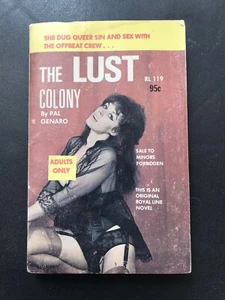 SHE DUG QUEER SIN AND SEX WITH
THE OFFBEAT CREW . . .
THE LUST
COLONY
RL 119
95¢
By PAL
GENARO
ADULTS
ONLY
SALE TO
MINORS
FORBIDDEN
THIS IS AN
ORIGINAL
ROYAL LINE
NOVEL